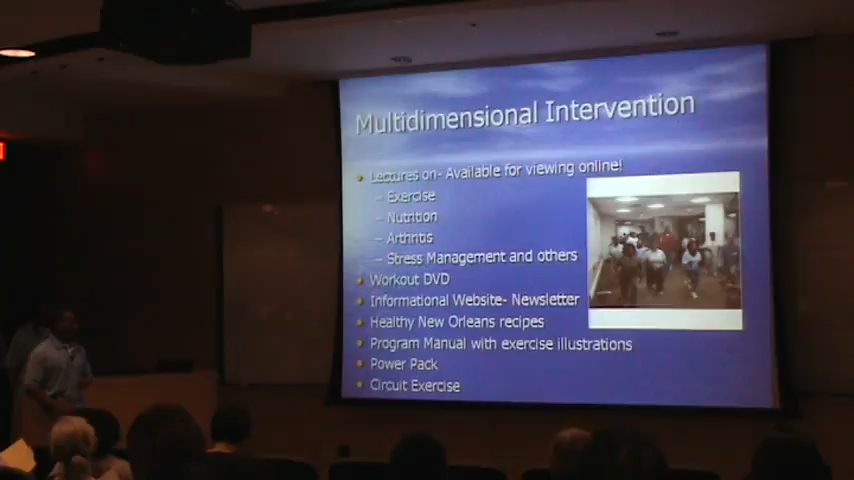 Multidimensional Intervention
Lectures on- Available for viewing online!
– Exercise
– Nutrition
– Arthritis
– Stress Management and others
Workout DVD
Informational Website- Newsletter
Healthy New Orleans recipes
Program Manual with exercise illustrations
Power Pack
Circuit Exercise